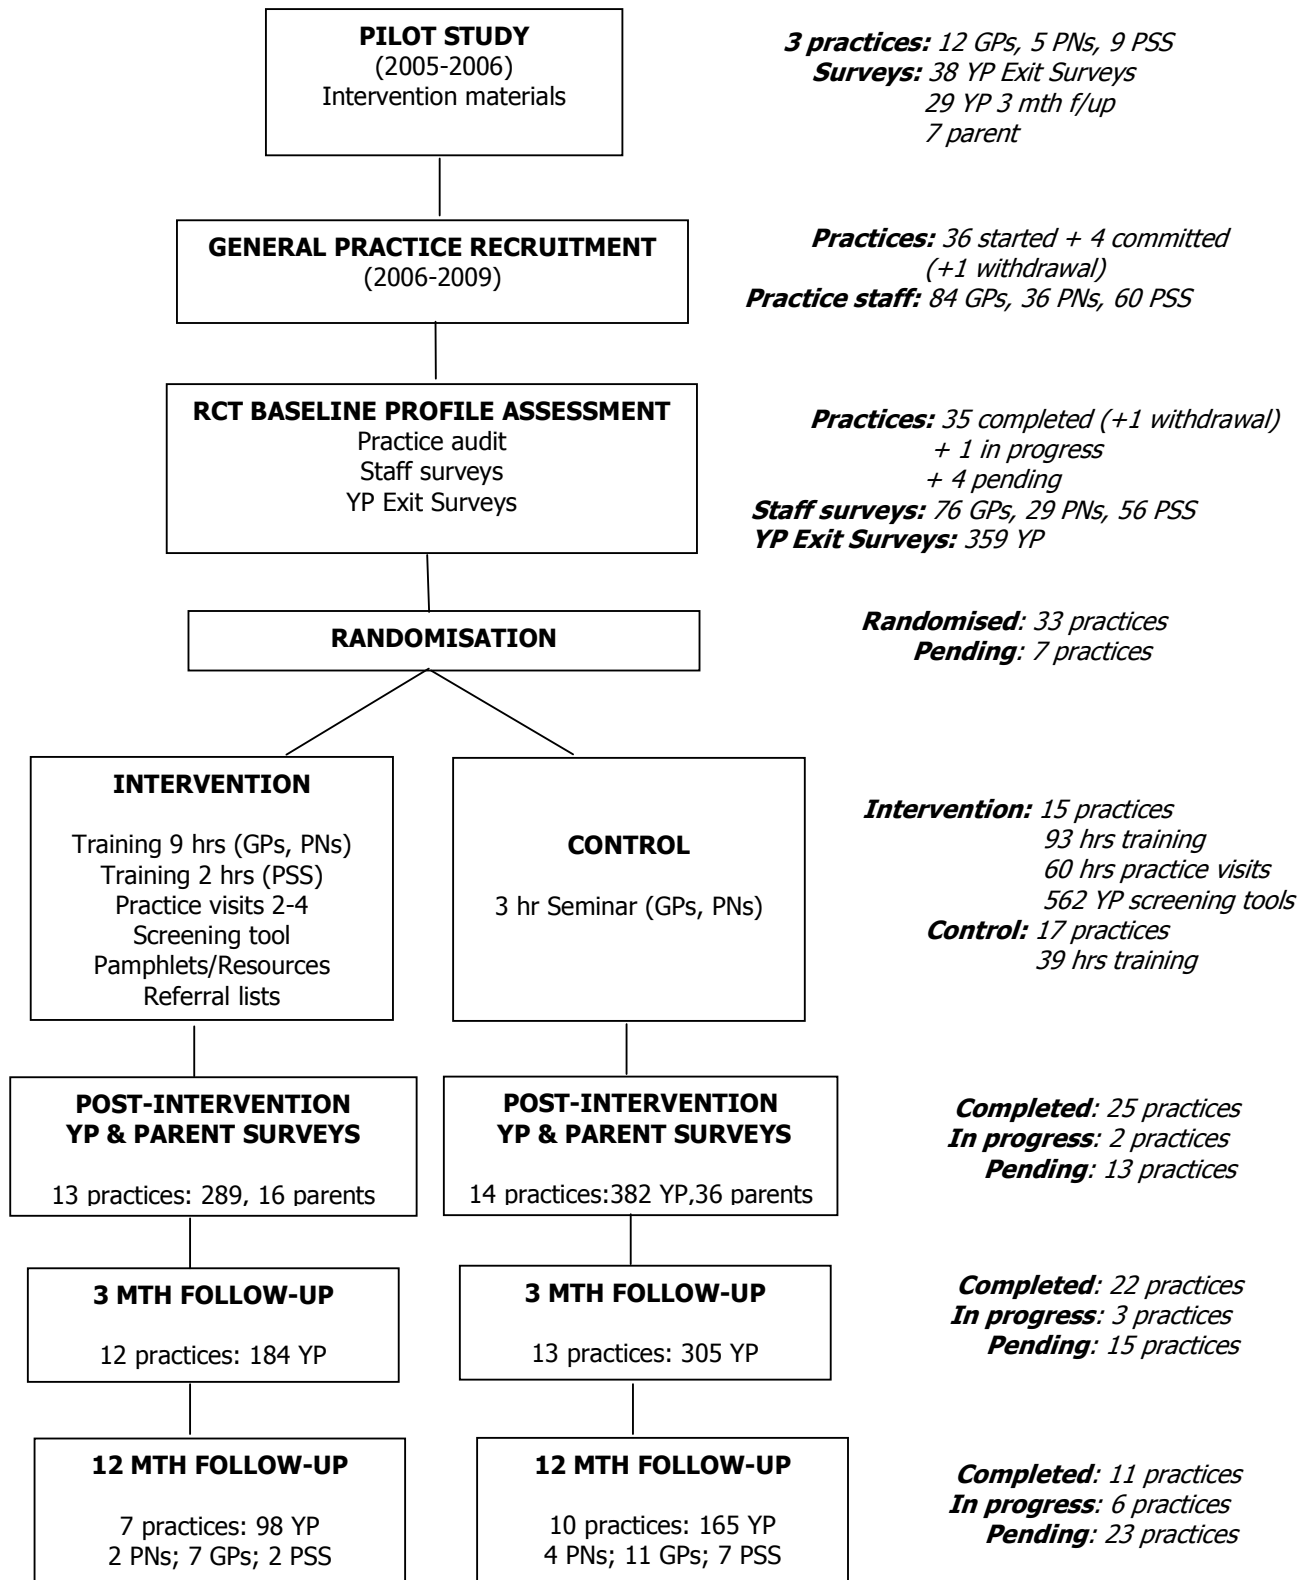 PILOT STUDY
(2005-2006)
Intervention materials
3 practices: 12 GPs, 5 PNs, 9 PSS
Surveys: 38 YP Exit Surveys
29 YP 3 mth f/up
7 parent
GENERAL PRACTICE RECRUITMENT
(2006-2009)
Practices: 36 started + 4 committed
(+1 withdrawal)
Practice staff: 84 GPs, 36 PNs, 60 PSS
RCT BASELINE PROFILE ASSESSMENT
Practice audit
Staff surveys
YP Exit Surveys
Practices: 35 completed (+1 withdrawal)
+ 1 in progress
+ 4 pending
Staff surveys: 76 GPs, 29 PNs, 56 PSS
YP Exit Surveys: 359 YP
RANDOMISATION
Randomised: 33 practices
Pending: 7 practices
INTERVENTION
Training 9 hrs (GPs, PNs)
Training 2 hrs (PSS)
Practice visits 2-4
Screening tool
Pamphlets/Resources
Referral lists
CONTROL
3 hr Seminar (GPs, PNs)
Intervention: 15 practices
93 hrs training
60 hrs practice visits
562 YP screening tools
Control: 17 practices
39 hrs training
POST-INTERVENTION
YP & PARENT SURVEYS
13 practices: 289, 16 parents
POST-INTERVENTION
YP & PARENT SURVEYS
14 practices:382 YP,36 parents
Completed: 25 practices
In progress: 2 practices
Pending: 13 practices
3 MTH FOLLOW-UP
12 practices: 184 YP
3 MTH FOLLOW-UP
13 practices: 305 YP
Completed: 22 practices
In progress: 3 practices
Pending: 15 practices
12 MTH FOLLOW-UP
7 practices: 98 YP
2 PNs; 7 GPs; 2 PSS
12 MTH FOLLOW-UP
10 practices: 165 YP
4 PNs; 11 GPs; 7 PSS
Completed: 11 practices
In progress: 6 practices
Pending: 23 practices